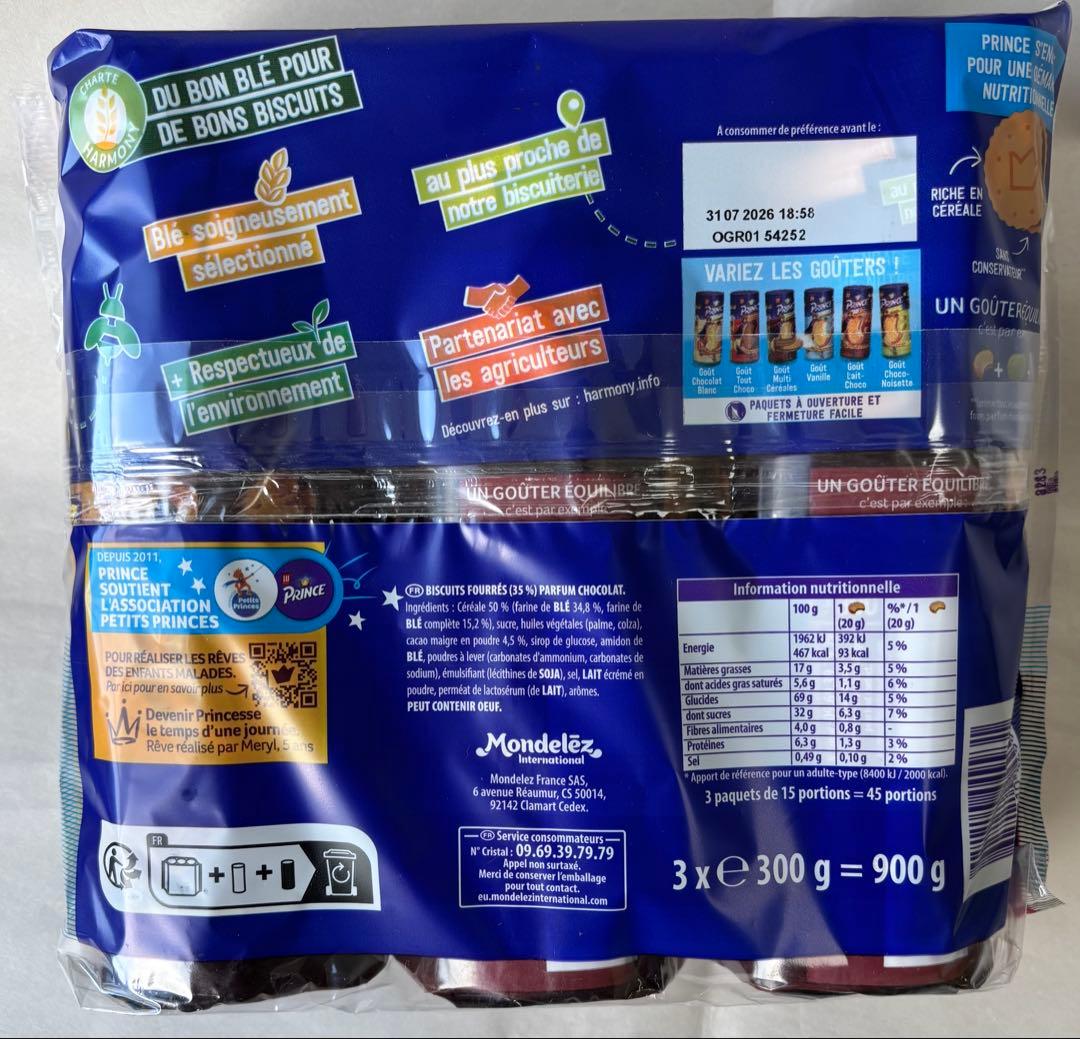 CHARTE
HARMONY
DU BON BLÉ POUR
DE BONS BISCUITS
Blé soigneusement
sélectionné
au plus proche de
notre biscuiterie
+ Respectueux de
l'environnement
Partenariat avec
les agriculteurs
Découvrez-en plus sur : harmony.info
A consommer de préférence avant le :
31 07 2026 18:58
OGR01 54252
VARIEZ LES GOÛTERS !
Goût Chocolat Blanc
Goût Tout Choco
Goût Multi Céréales
Goût Vanille
Goût Lait-Choco
Goût Choco-Noisette
PAQUETS À OUVERTURE ET
FERMETURE FACILE
PRINCE S'EN
POUR UNE DÉMA
NUTRITIONNELLE
RICHE EN
CÉRÉALE
SANS
CONSERVATEUR**
UN GOÛTER ÉQUIL
c'est par ex
UN GOÛTER ÉQUILIBRÉ
c'est par exemple
UN GOÛTER ÉQUILIBR
c'est par exemple:
DEPUIS 2011,
PRINCE
SOUTIENT
L'ASSOCIATION
PETITS PRINCES
Petits
Princes
LU
PRINCE
POUR RÉALISER LES RÊVES
DES ENFANTS MALADES.
Par ici pour en savoir plus
Devenir Princesse
le temps d'une journée.
Rêve réalisé par Meryl, 5 ans
FR BISCUITS FOURRÉS (35 %) PARFUM CHOCOLAT.
Ingrédients : Céréale 50 % (farine de BLÉ 34,8 %, farine de
BLÉ complète 15,2 %), sucre, huiles végétales (palme, colza),
cacao maigre en poudre 4,5 %, sirop de glucose, amidon de
BLÉ, poudres à lever (carbonates d'ammonium, carbonates de
sodium), émulsifiant (lécithines de SOJA), sel, LAIT écrémé en
poudre, perméat de lactosérum (de LAIT), arômes.
PEUT CONTENIR OEUF.
Mondelēz,
International
Mondelez France SAS,
6 avenue Réaumur, CS 50014,
92142 Clamart Cedex.
FR Service consommateurs
N° Cristal : 09.69.39.79.79
Appel non surtaxé.
Merci de conserver l'emballage
pour tout contact.
eu.mondelezinternational.com
Information nutritionnelle
100 g 1 (20 g) %*/1 (20 g)
Energie 1962 kJ 467 kcal 392 kJ 93 kcal 5 %
Matières grasses 17 g 3,5 g 5 %
dont acides gras saturés 5,6 g 1,1 g 6 %
Glucides 69 g 14 g 5 %
dont sucres 32 g 6,3 g 7 %
Fibres alimentaires 4,0 g 0,8 g -
Protéines 6,3 g 1,3 g 3 %
Sel 0,49 g 0,10 g 2 %
* Apport de référence pour un adulte-type (8400 kJ / 2000 kcal).
3 paquets de 15 portions = 45 portions
3 x ℮ 300 g = 900 g
FR
+ +